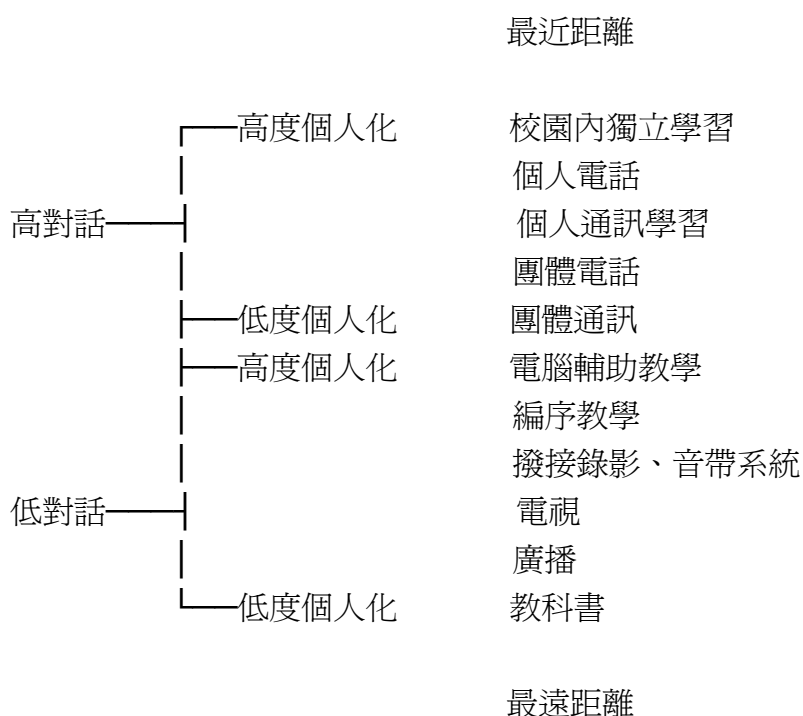 最近距離
高度個人化 校園內獨立學習
個人電話
高對話 個人通訊學習
團體電話
低度個人化 團體通訊
高度個人化 電腦輔助教學
編序教學
撥接錄影、音帶系統
低對話 電視
廣播
低度個人化 教科書
最遠距離